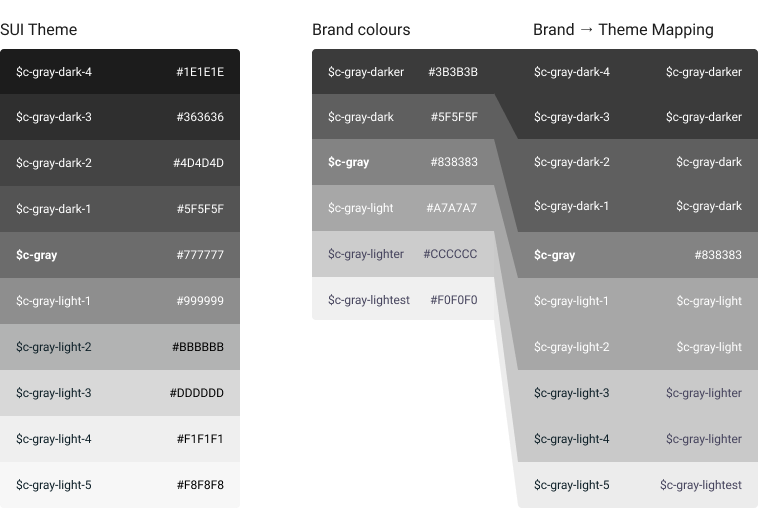 SUI Theme
$c-gray-dark-4 #1E1E1E
$c-gray-dark-3 #363636
$c-gray-dark-2 #4D4D4D
$c-gray-dark-1 #5F5F5F
$c-gray #777777
$c-gray-light-1 #999999
$c-gray-light-2 #BBBBBB
$c-gray-light-3 #DDDDDD
$c-gray-light-4 #F1F1F1
$c-gray-light-5 #F8F8F8
Brand colours
$c-gray-darker #3B3B3B
$c-gray-dark #5F5F5F
$c-gray #838383
$c-gray-light #A7A7A7
$c-gray-lighter #CCCCCC
$c-gray-lightest #F0F0F0
Brand → Theme Mapping
$c-gray-dark-4 $c-gray-darker
$c-gray-dark-3 $c-gray-darker
$c-gray-dark-2 $c-gray-dark
$c-gray-dark-1 $c-gray-dark
$c-gray #838383
$c-gray-light-1 $c-gray-light
$c-gray-light-2 $c-gray-light
$c-gray-light-3 $c-gray-lighter
$c-gray-light-4 $c-gray-lighter
$c-gray-light-5 $c-gray-lightest